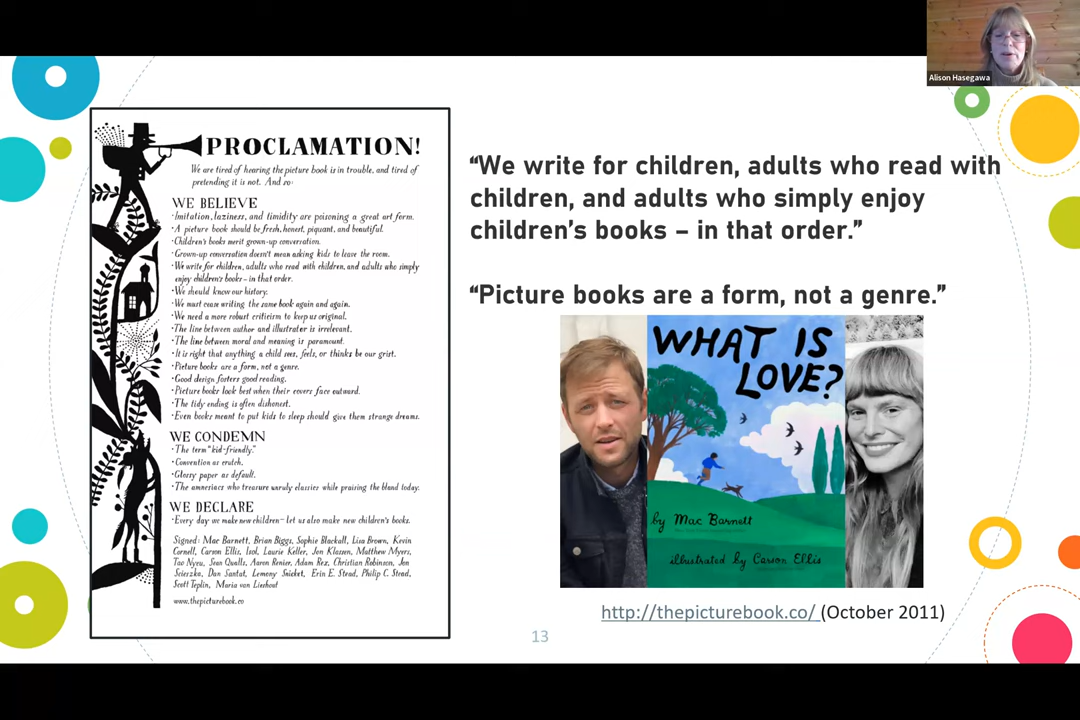 Alison Hasegawa
PROCLAMATION!
We are tired of hearing the picture book is in trouble, and tired of
pretending it is not. And so:
WE BELIEVE
·Imitation, laziness, and timidity are poisoning a great art form.
·A picture book should be fresh, honest, piquant, and beautiful.
·Children's books merit grown-up conversation.
·Grown-up conversation doesn't mean asking kids to leave the room.
·We write for children, adults who read with children, and adults who simply
enjoy children's books – in that order.
·We should know our history.
·We must cease writing the same book again and again.
·We need a more robust criticism to keep us original.
·The line between author and illustrator is irrelevant.
·The line between moral and meaning is paramount.
·It is right that anything a child sees, feels, or thinks be our grist.
·Picture books are a form, not a genre.
·Good design fosters good reading.
·Picture books look best when their covers face outward.
·The tidy ending is often dishonest.
·Even books meant to put kids to sleep should give them strange dreams.
WE CONDEMN
·The term "kid-friendly."
·Convention as crutch.
·Glossy paper as default.
·The amnesiacs who treasure unruly classics while praising the bland today.
WE DECLARE
·Every day we make new children – let us also make new children's books.
Signed: Mac Barnett, Brian Biggs, Sophie Blackall, Lisa Brown, Kevin
Cornell, Carson Ellis, Isol, Laurie Keller, Jon Klassen, Matthew Myers,
Tao Nyeu, Sean Qualls, Aaron Renier, Adam Rex, Christian Robinson, Jon
Scieszka, Dan Santat, Lemony Snicket, Erin E. Stead, Philip C. Stead,
Scott Teplin, Maria van Lieshout
www.thepicturebook.co
“We write for children, adults who read with
children, and adults who simply enjoy
children’s books – in that order.”
“Picture books are a form, not a genre.”
WHAT IS
LOVE?
by Mac Barnett
illustrated by Carson Ellis
http://thepicturebook.co/ (October 2011)
13